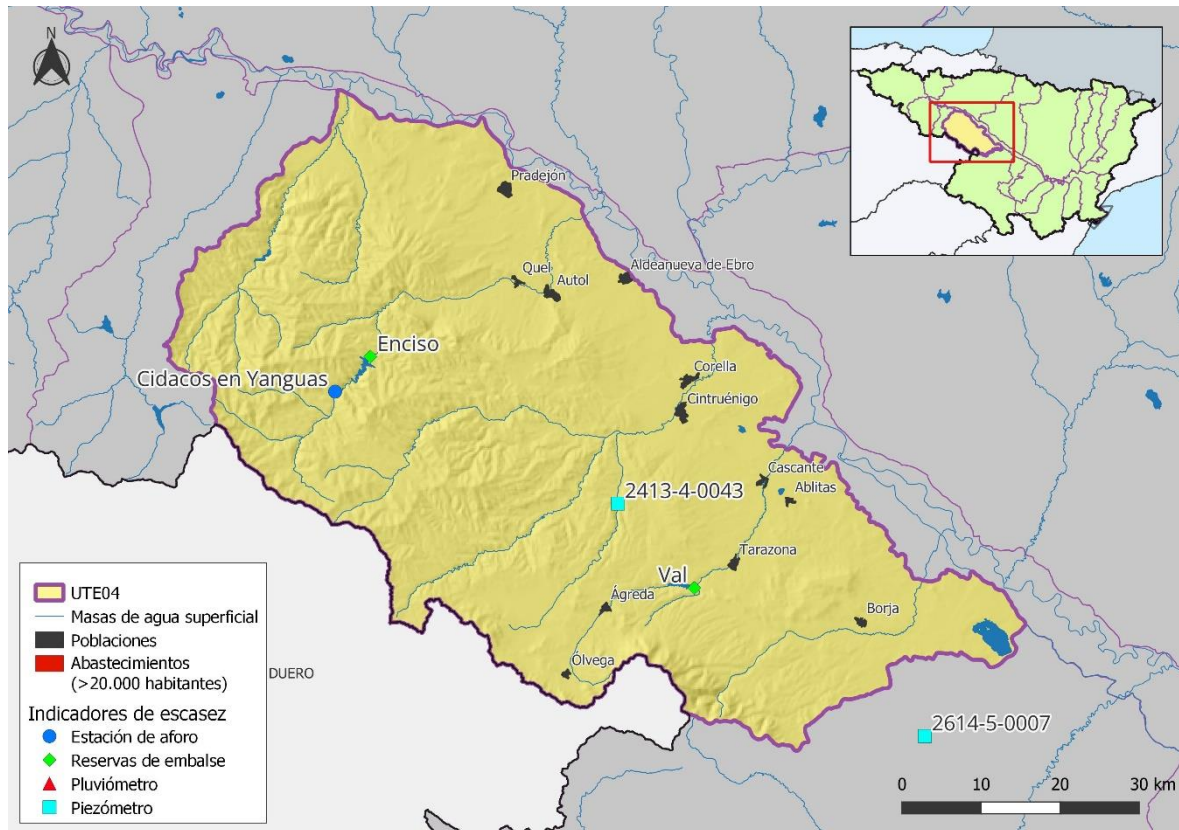 N
Pradejón
Quel
Autol
Aldeanueva de Ebro
Enciso
Cidacos en Yanguas
Corella
Cintruénigo
Cascante
Ablitas
2413-4-0043
Tarazona
Val
Ágreda
Borja
Ólvega
DUERO
2614-5-0007
UTE04
Masas de agua superficial
Poblaciones
Abastecimientos
(>20.000 habitantes)
Indicadores de escasez
Estación de aforo
Reservas de embalse
Pluviómetro
Piezómetro
0 10 20 30 km